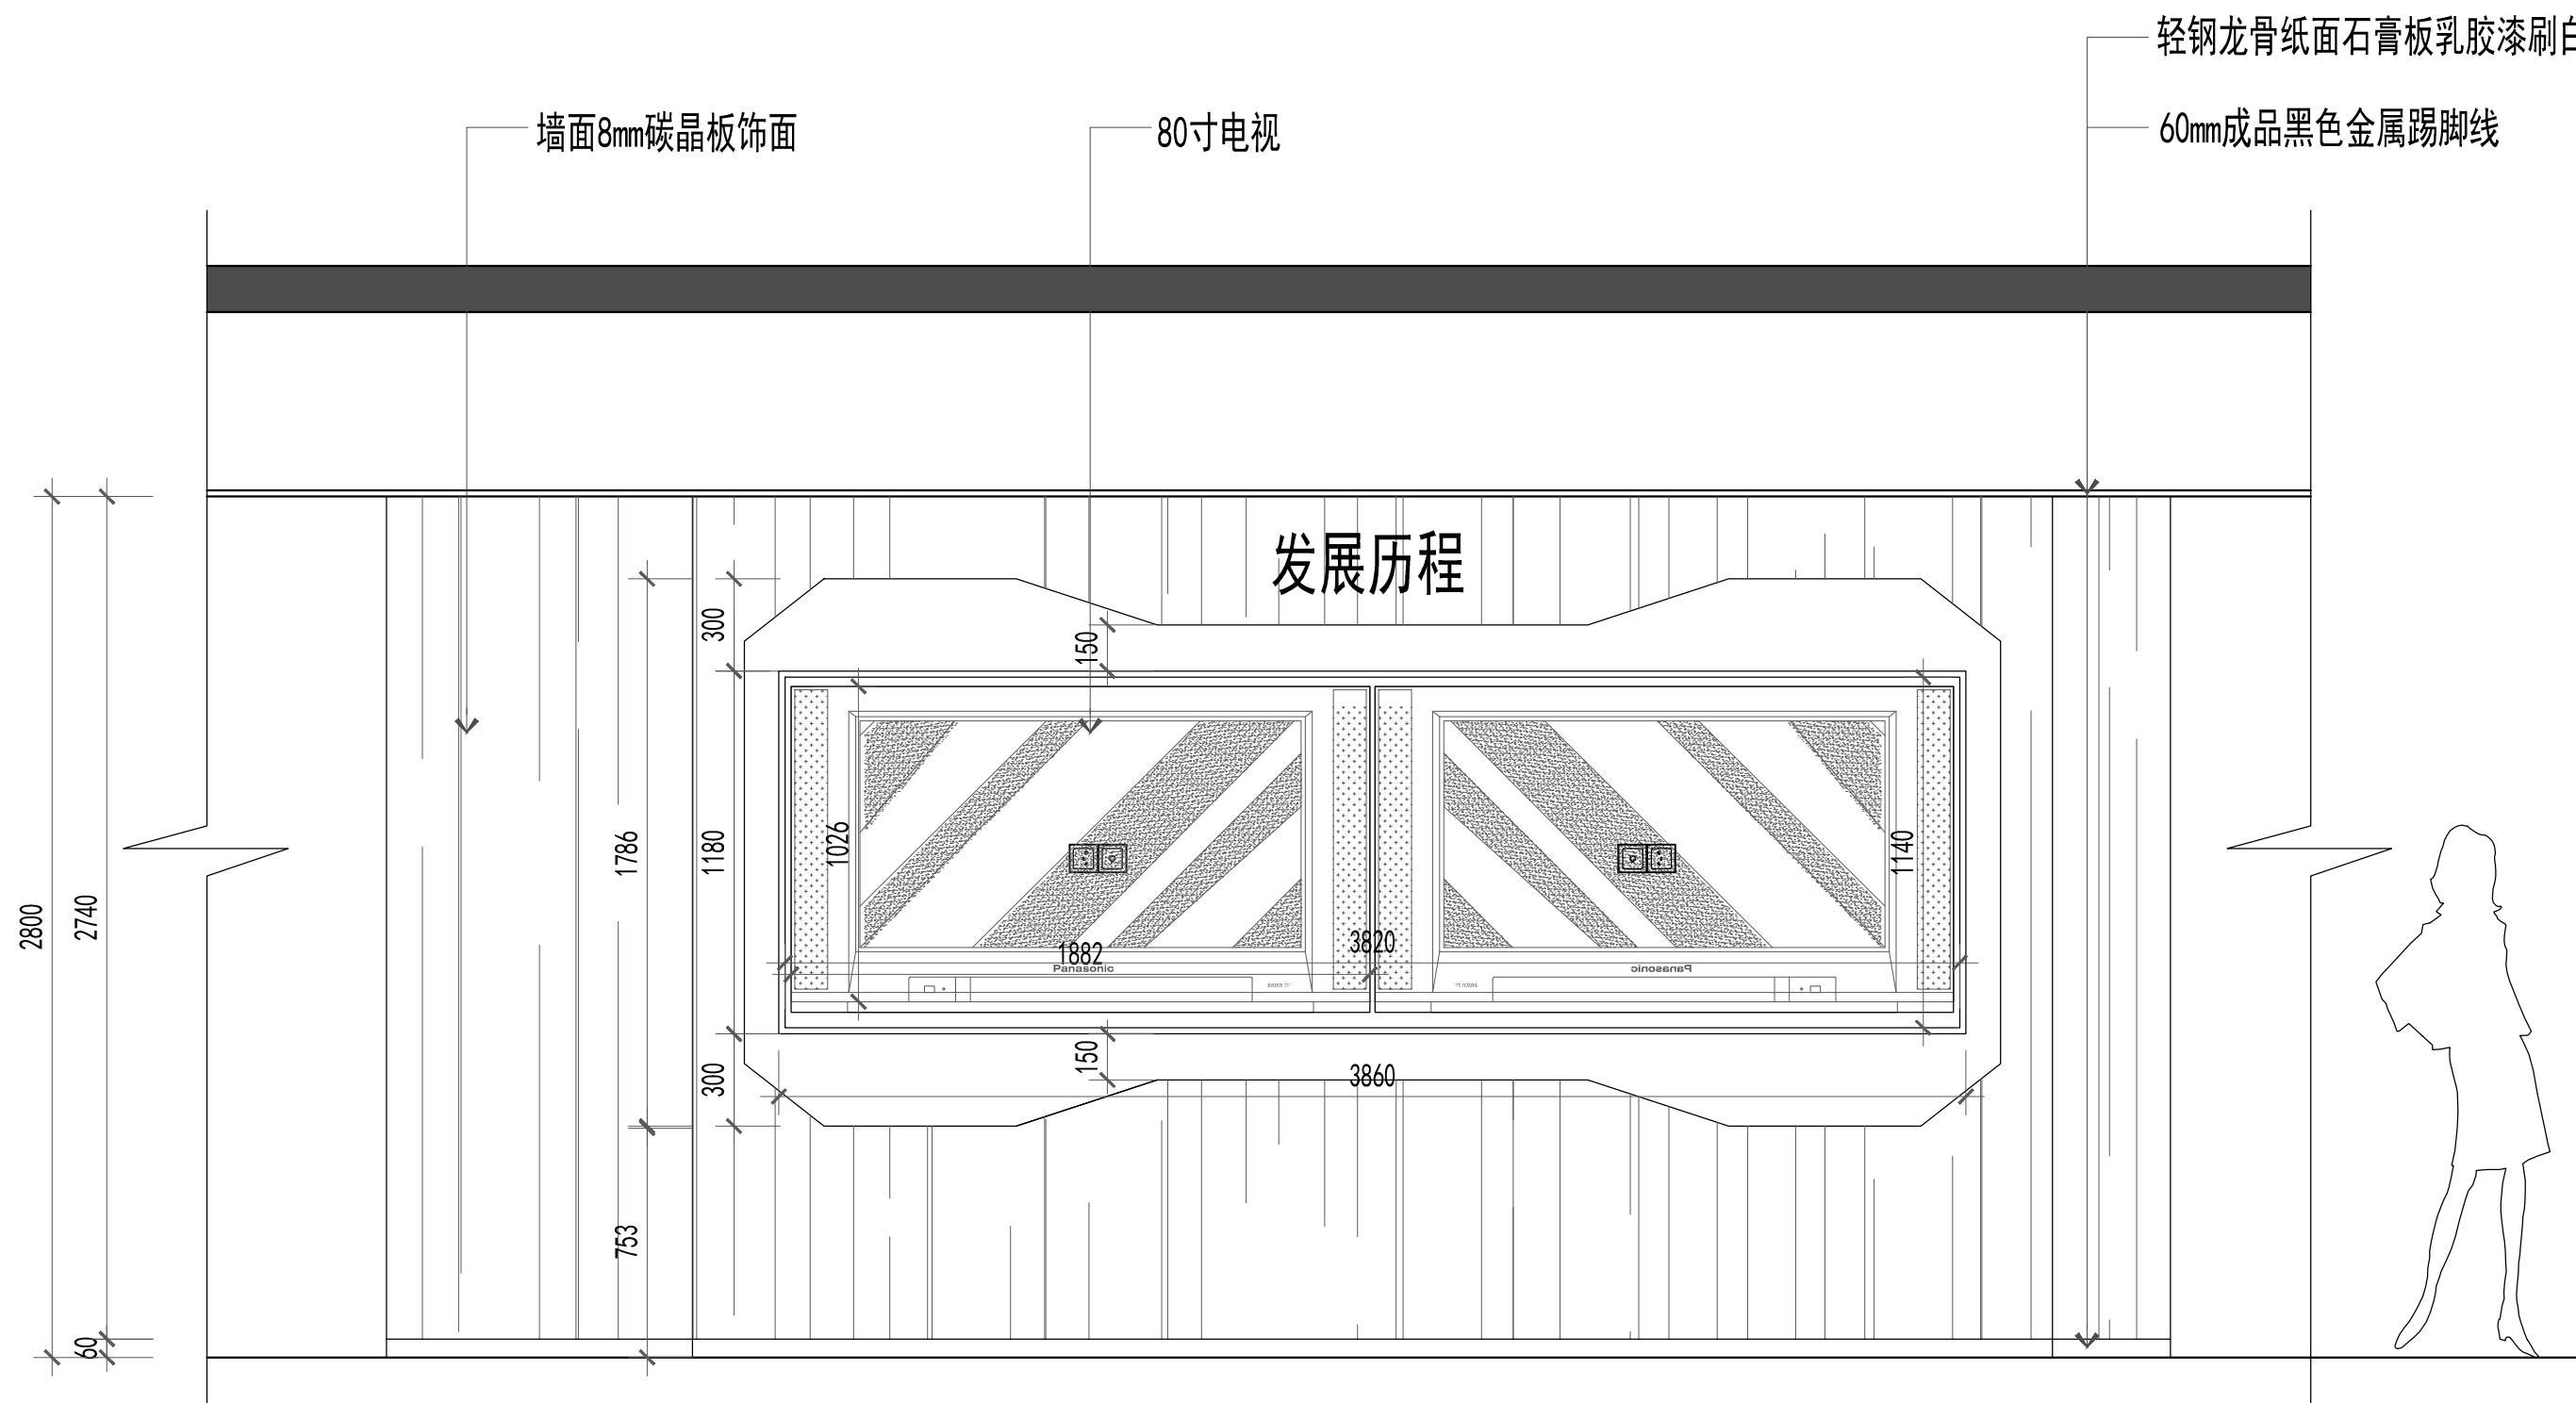 轻钢龙骨纸面石膏板乳胶漆刷白
墙面8mm碳晶板饰面
80寸电视
60mm成品黑色金属踢脚线
发展历程
300
150
1786
1180
1026
1140
2800
2740
1882
3820
Panasonic
Panasonic
150
3860
300
753
60